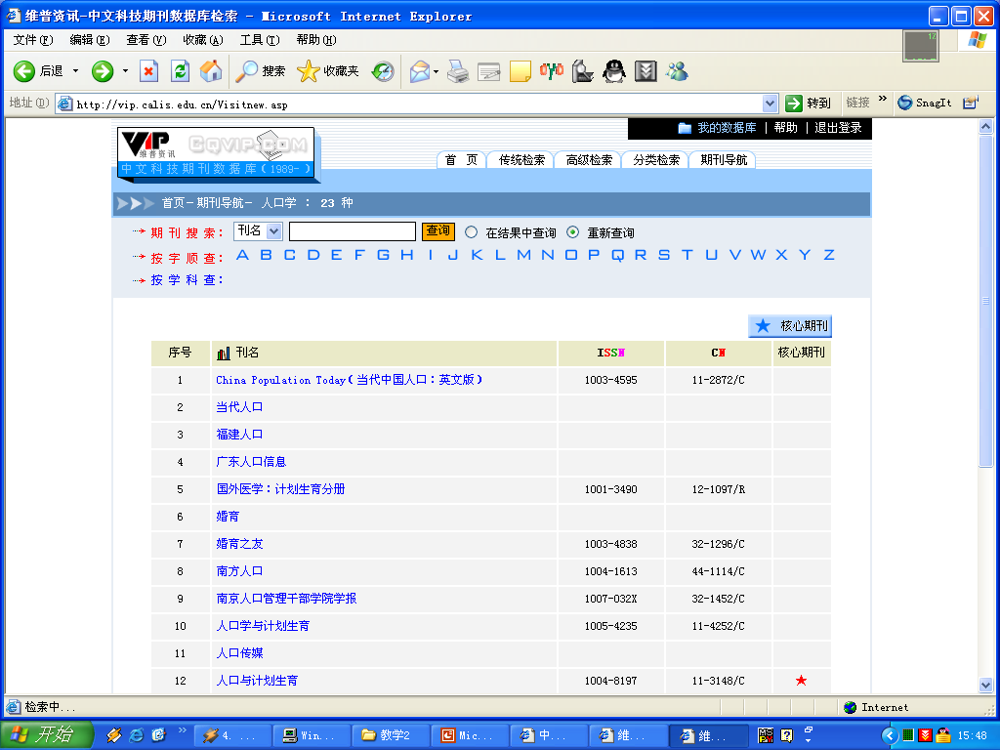 维普资讯-中文科技期刊数据库检索 - Microsoft Internet Explorer
文件(F) 编辑(E) 查看(V) 收藏(A) 工具(T) 帮助(H)
12
后退 搜索 收藏夹
地址(D) http://vip.calis.edu.cn/Visitnew.asp 转到 链接 » SnagIt
我的数据库 | 帮助 | 退出登录
VIP 维普资讯 CQVIP.COM
中文科技期刊数据库(1989-)
首 页 传统检索 高级检索 分类检索 期刊导航
首页－期刊导航－ 人口学 ： 23 种
期刊搜索： 刊名 查询 在结果中查询 重新查询
按字顺查： A B C D E F G H I J K L M N O P Q R S T U V W X Y Z
按学科查：
核心期刊
序号 刊名 ISSN CN 核心期刊
1 China Population Today(当代中国人口：英文版) 1003-4595 11-2872/C
2 当代人口
3 福建人口
4 广东人口信息
5 国外医学：计划生育分册 1001-3490 12-1097/R
6 婚育
7 婚育之友 1003-4838 32-1296/C
8 南方人口 1004-1613 44-1114/C
9 南京人口管理干部学院学报 1007-032X 32-1452/C
10 人口学与计划生育 1005-4235 11-4252/C
11 人口传媒
12 人口与计划生育 1004-8197 11-3148/C ★
检索中... Internet
开始 » 4. ... Win... 教学2 Mic... 中... 维... 维... 15:48